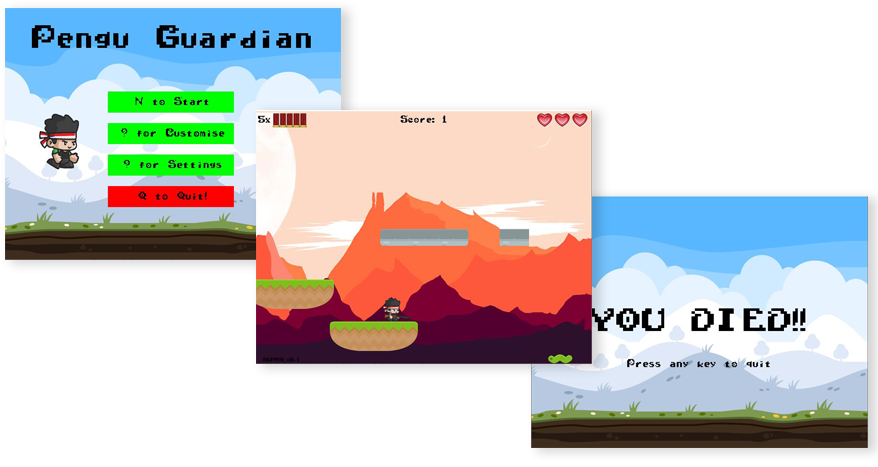 Pengu Guardian
N to Start
? for Customise
? for Settings
Q to Quit!
5x
Score: 1
YOU DIED!!
Press any key to quit